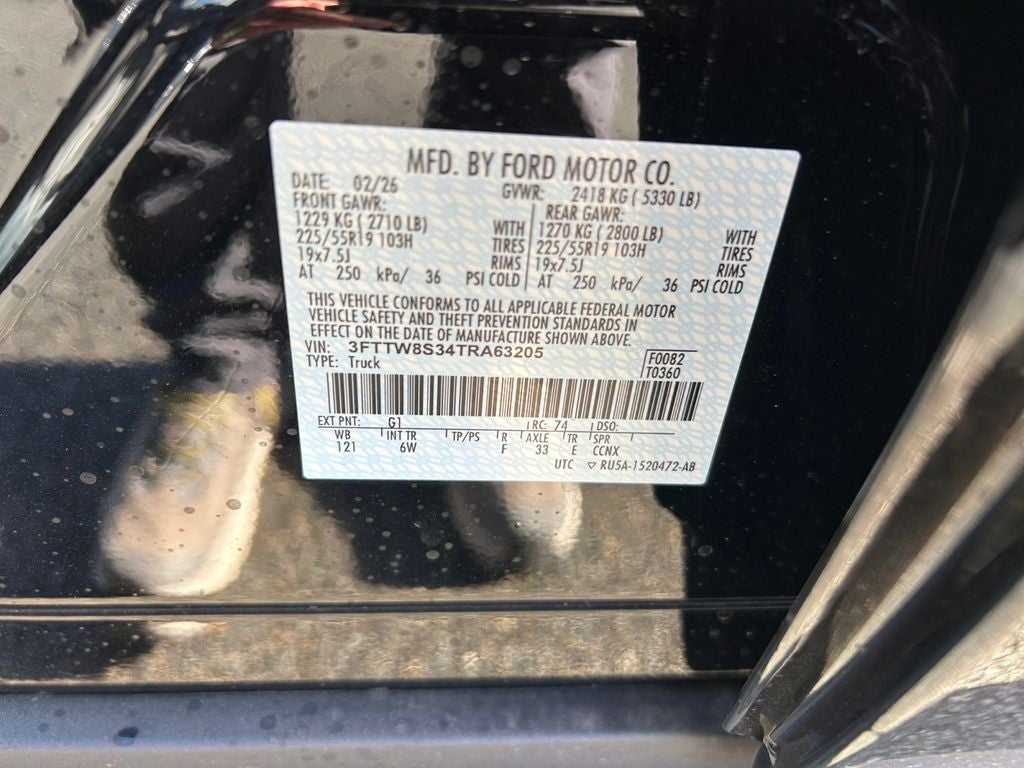 MFD. BY FORD MOTOR CO.
DATE: 02/26 GVWR: 2418 KG ( 5330 LB)
FRONT GAWR: REAR GAWR:
1229 KG ( 2710 LB) WITH 1270 KG ( 2800 LB) WITH
225/55R19 103H TIRES 225/55R19 103H TIRES
19x7.5J RIMS 19x7.5J RIMS
AT 250 kPa/ 36 PSI COLD AT 250 kPa/ 36 PSI COLD
THIS VEHICLE CONFORMS TO ALL APPLICABLE FEDERAL MOTOR
VEHICLE SAFETY AND THEFT PREVENTION STANDARDS IN
EFFECT ON THE DATE OF MANUFACTURE SHOWN ABOVE.
VIN: 3FTTW8S34TRA63205 F0082
TYPE: Truck T0360
EXT PNT: G1 RC: 74 DSO:
WB INT TR TP/PS R AXLE TR SPR
121 6W F 33 E CCNX
UTC ▽ RU5A-1520472-AB